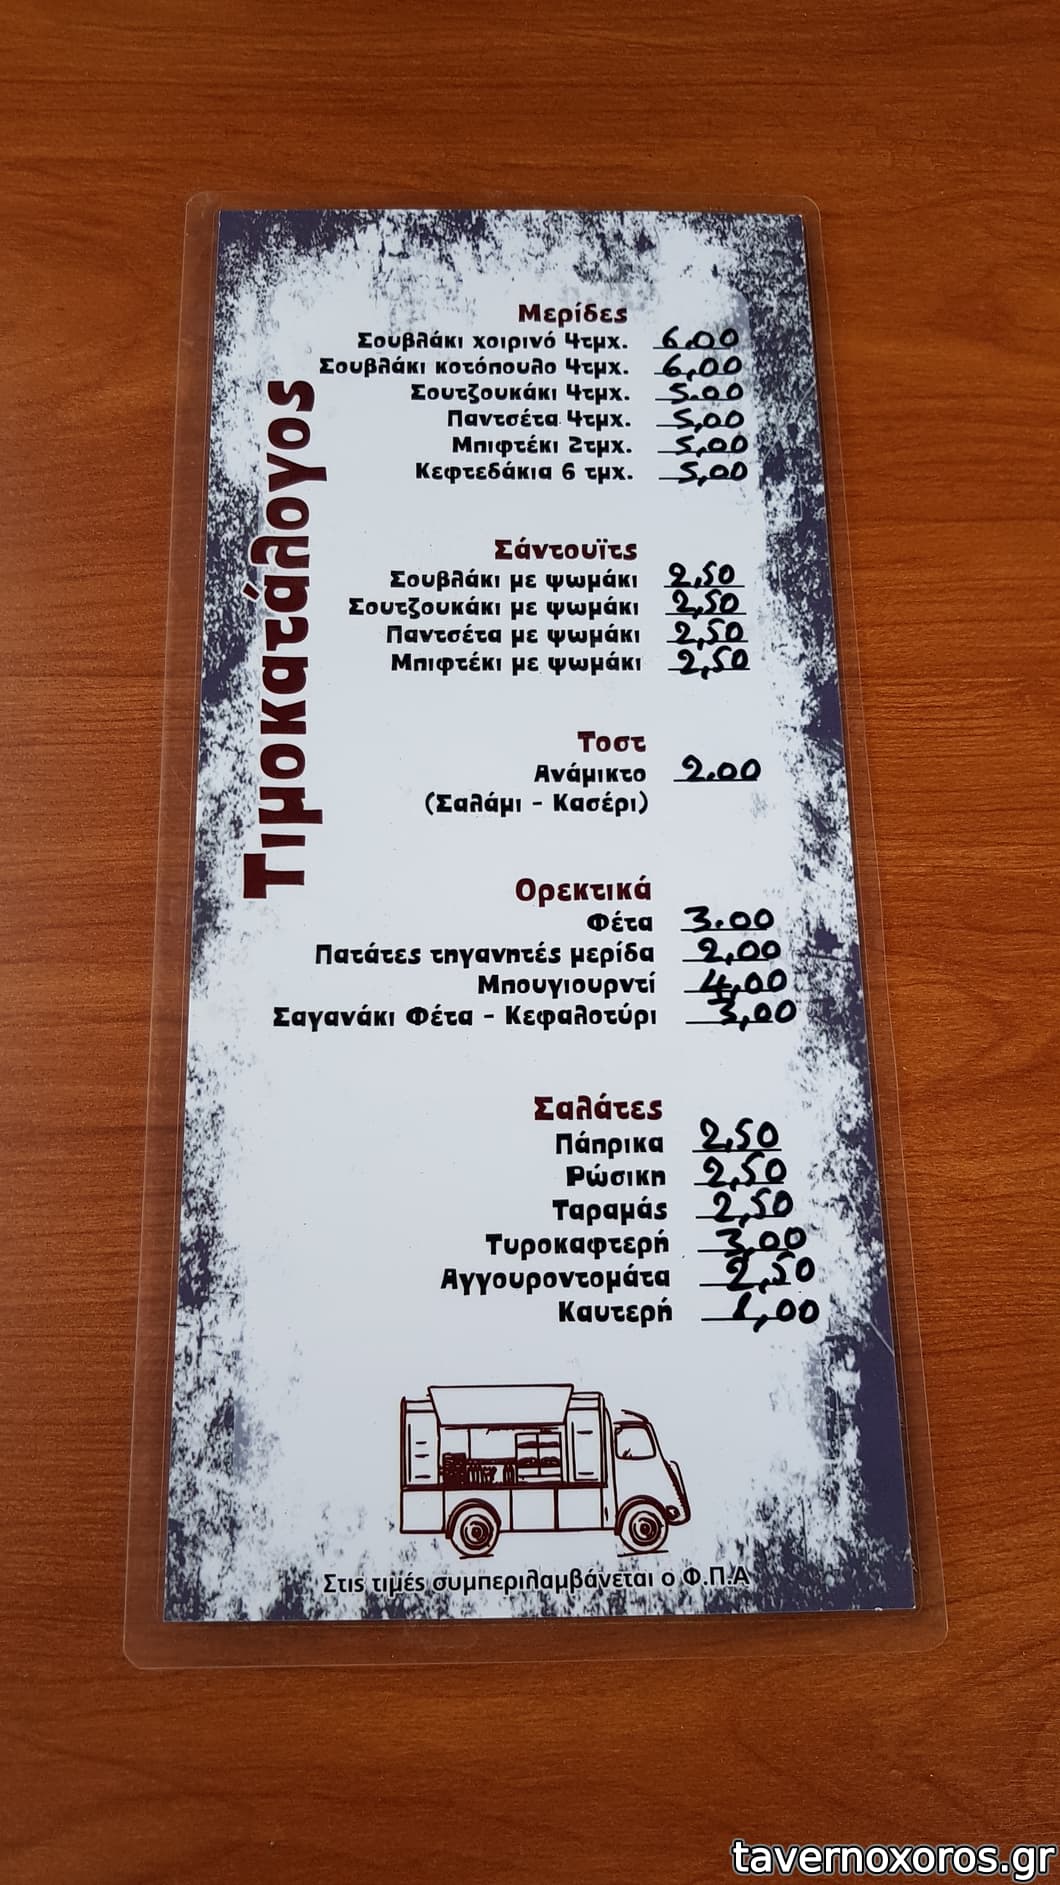 Τιμοκατάλογος
Μερίδες
Σουβλάκι χοιρινό 4τμχ. 6,00
Σουβλάκι κοτόπουλο 4τμχ. 6,00
Σουτζουκάκι 4τμχ. 5.00
Παντσέτα 4τμχ. 5,00
Μπιφτέκι 2τμχ. 5,00
Κεφτεδάκια 6 τμχ. 5,00
Σάντουϊτς
Σουβλάκι με ψωμάκι 2,50
Σουτζουκάκι με ψωμάκι 2,50
Παντσέτα με ψωμάκι 2,50
Μπιφτέκι με ψωμάκι 2,50
Τοστ
Ανάμικτο 2.00
(Σαλάμι - Κασέρι)
Ορεκτικά
Φέτα 3.00
Πατάτες τηγανητές μερίδα 2,00
Μπουγιουρντί 4,00
Σαγανάκι Φέτα - Κεφαλοτύρι 3,00
Σαλάτες
Πάπρικα 2,50
Ρώσικη 2,50
Ταραμάς 2,50
Τυροκαφτερή 3,00
Αγγουροντομάτα 2,50
Καυτερή 1,00
Στις τιμές συμπεριλαμβάνεται ο Φ.Π.Α
tavernoxoros.gr